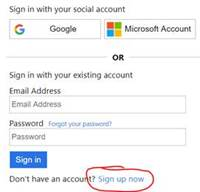 Sign in with your social account
Google Microsoft Account
OR
Sign in with your existing account
Email Address
Email Address
Password Forgot your password?
Password
Sign in
Don't have an account? Sign up now